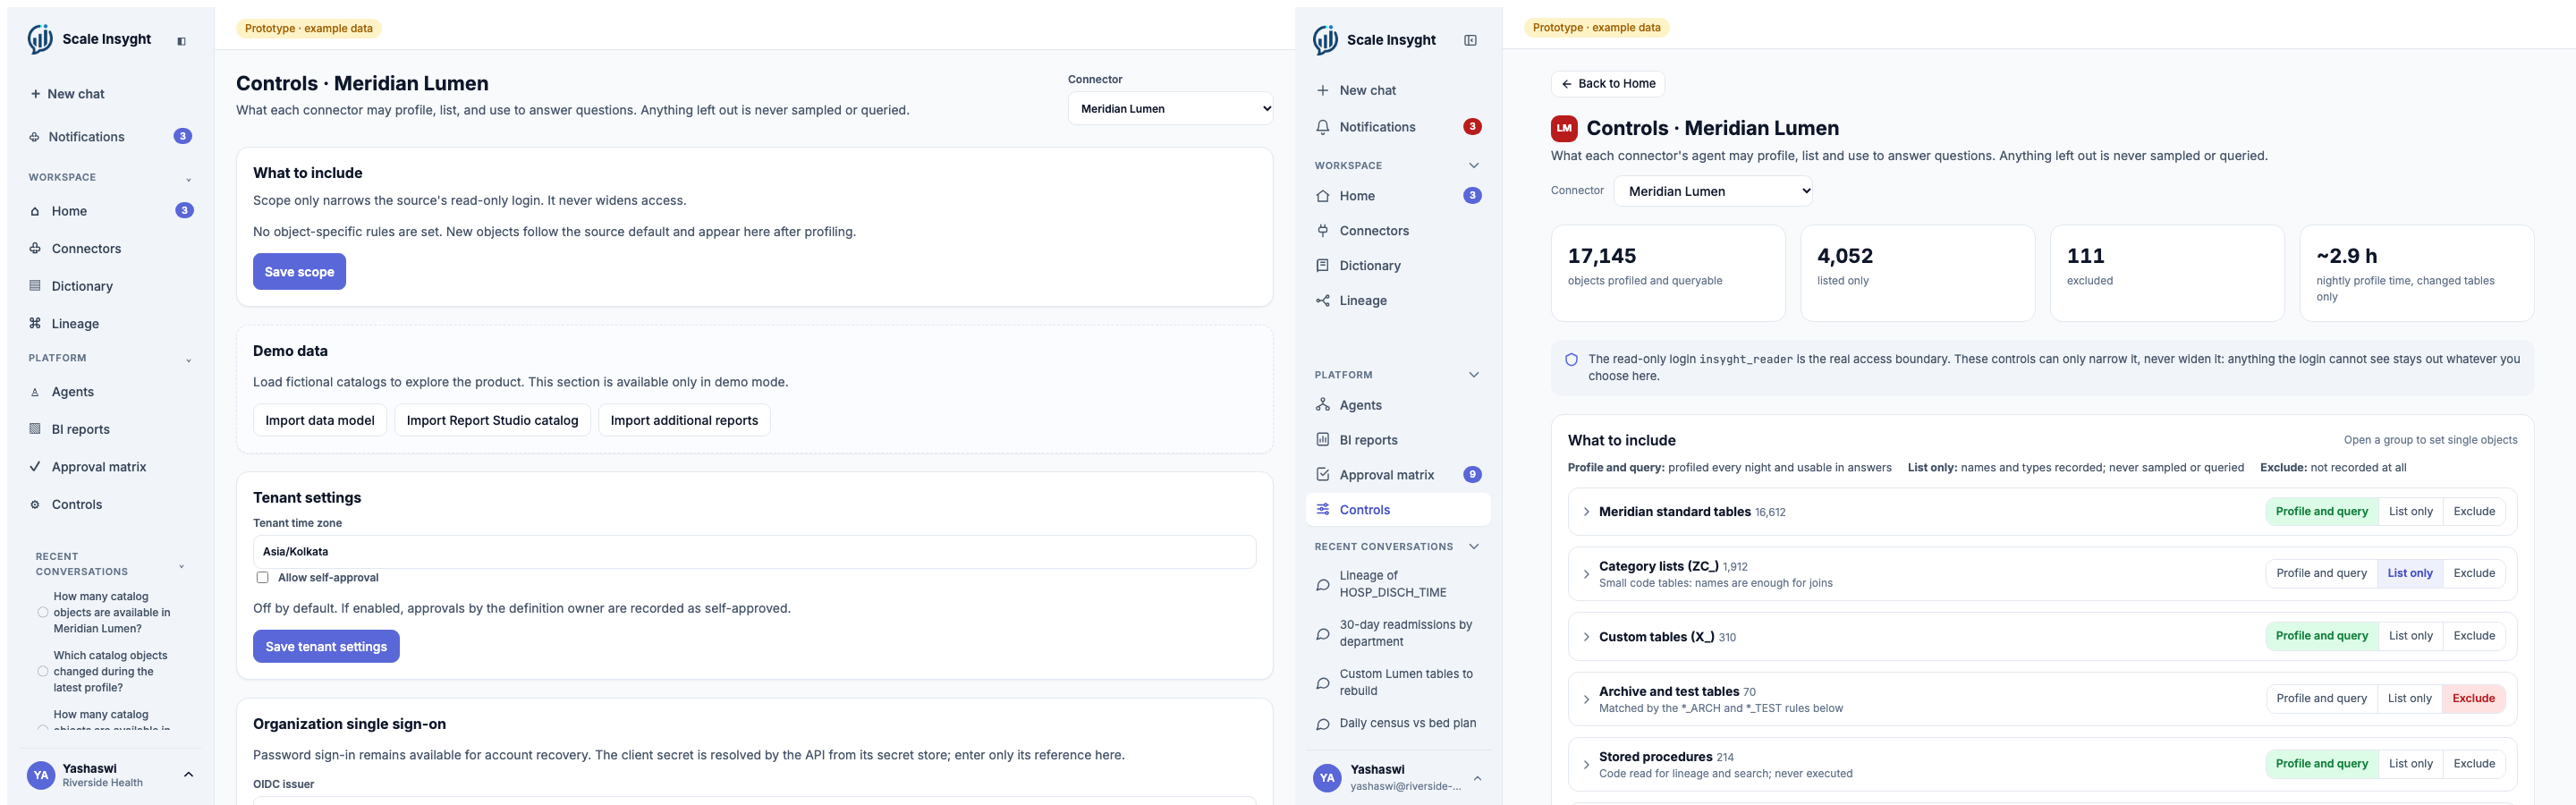 Scale Insyght
+ New chat
Notifications 3
WORKSPACE
Home 3
Connectors
Dictionary
Lineage
PLATFORM
Agents
BI reports
Approval matrix
Controls
RECENT
CONVERSATIONS
How many catalog
objects are available in
Meridian Lumen?
Which catalog objects
changed during the
latest profile?
How many catalog
objects are available in
YA
Yashaswi
Riverside Health
Prototype · example data
Controls · Meridian Lumen
What each connector may profile, list, and use to answer questions. Anything left out is never sampled or queried.
Connector
Meridian Lumen
What to include
Scope only narrows the source's read-only login. It never widens access.
No object-specific rules are set. New objects follow the source default and appear here after profiling.
Save scope
Demo data
Load fictional catalogs to explore the product. This section is available only in demo mode.
Import data model Import Report Studio catalog Import additional reports
Tenant settings
Tenant time zone
Asia/Kolkata
Allow self-approval
Off by default. If enabled, approvals by the definition owner are recorded as self-approved.
Save tenant settings
Organization single sign-on
Password sign-in remains available for account recovery. The client secret is resolved by the API from its secret store; enter only its reference here.
OIDC issuer
Scale Insyght
New chat
Notifications 3
WORKSPACE
Home 3
Connectors
Dictionary
Lineage
PLATFORM
Agents
BI reports
Approval matrix 9
Controls
RECENT CONVERSATIONS
Lineage of
HOSP_DISCH_TIME
30-day readmissions by
department
Custom Lumen tables to
rebuild
Daily census vs bed plan
YA
Yashaswi
yashaswi@riverside-...
Prototype · example data
Back to Home
LM Controls · Meridian Lumen
What each connector's agent may profile, list and use to answer questions. Anything left out is never sampled or queried.
Connector Meridian Lumen
17,145
objects profiled and queryable
4,052
listed only
111
excluded
~2.9 h
nightly profile time, changed tables
only
The read-only login insyght_reader is the real access boundary. These controls can only narrow it, never widen it: anything the login cannot see stays out whatever you
choose here.
What to include
Open a group to set single objects
Profile and query: profiled every night and usable in answers List only: names and types recorded; never sampled or queried Exclude: not recorded at all
Meridian standard tables 16,612
Profile and query List only Exclude
Category lists (ZC_) 1,912
Small code tables: names are enough for joins
Profile and query List only Exclude
Custom tables (X_) 310
Profile and query List only Exclude
Archive and test tables 70
Matched by the *_ARCH and *_TEST rules below
Profile and query List only Exclude
Stored procedures 214
Code read for lineage and search; never executed
Profile and query List only Exclude